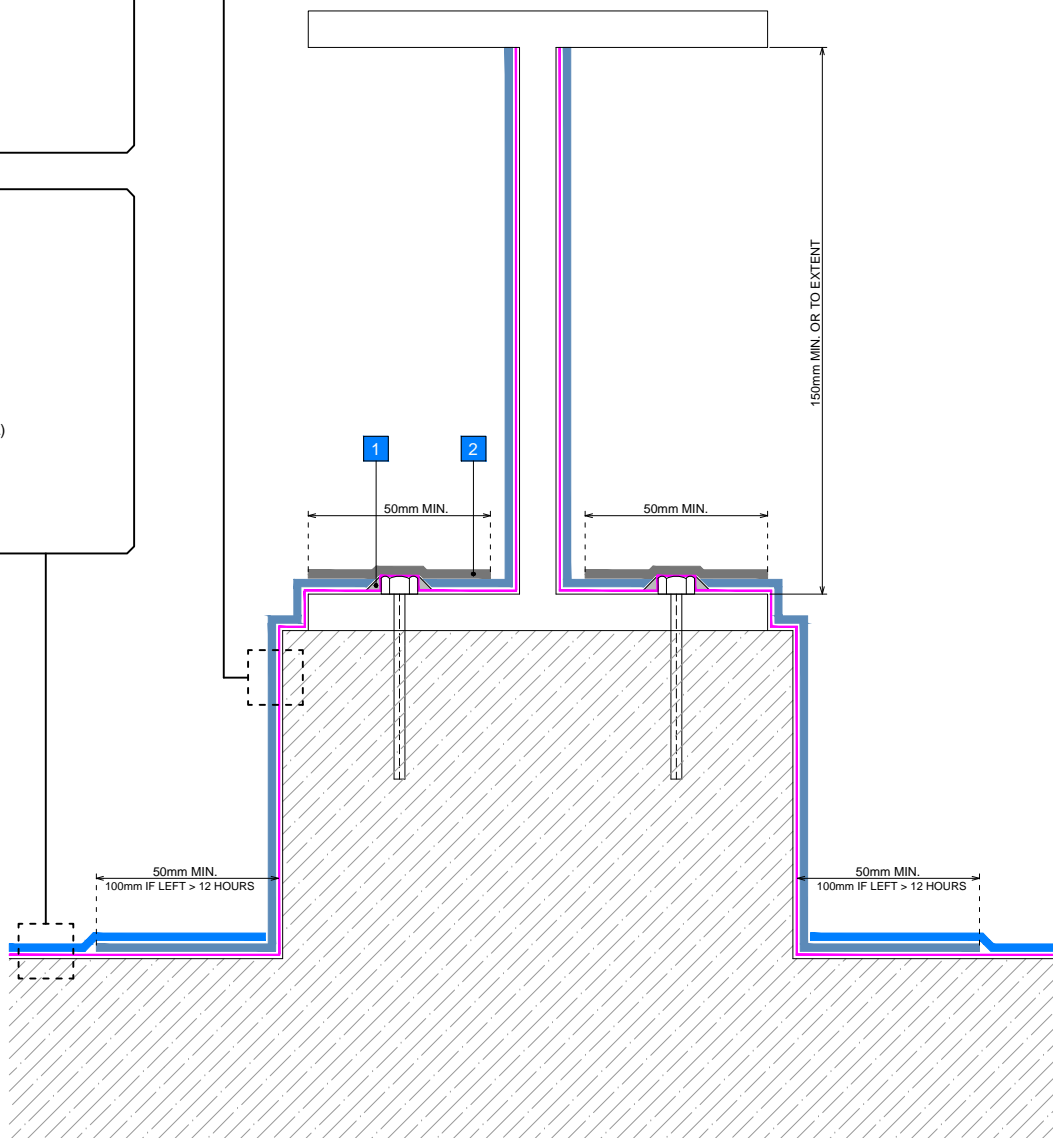 150mm MIN. OR TO EXTENT
)
1
2
50mm MIN.
50mm MIN.
50mm MIN.
100mm IF LEFT > 12 HOURS
50mm MIN.
100mm IF LEFT > 12 HOURS